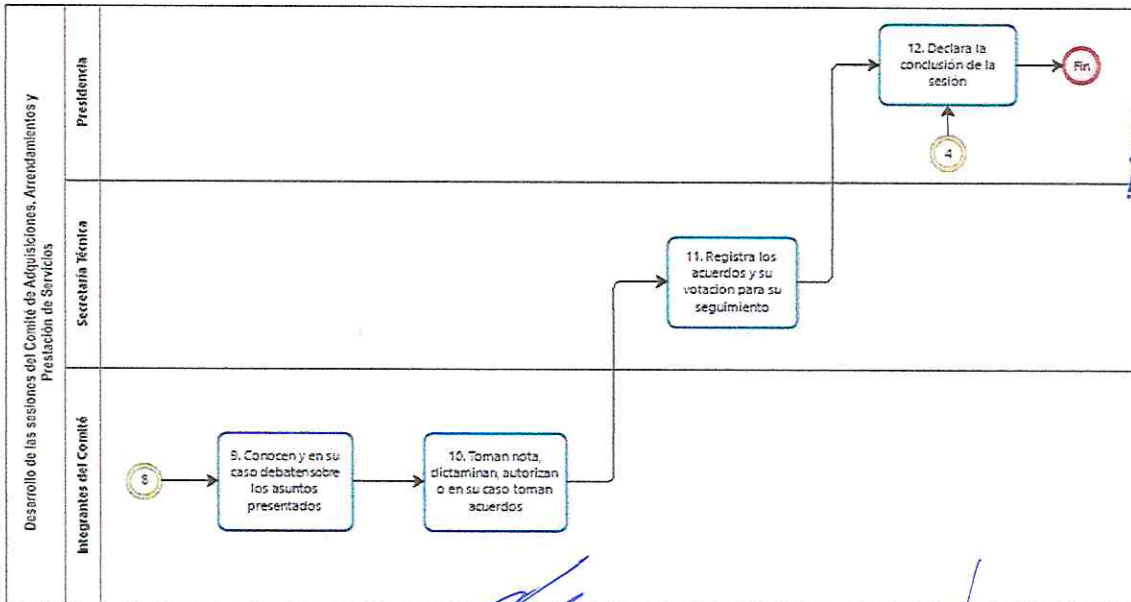 Desarrollo de las sesiones del Comité de Adquisiciones, Arrendamientos y
Prestación de Servicios
Presidencia
12. Declara la
conclusión de la
sesión
Fin
4
Secretaría Técnica
11. Registra los
acuerdos y su
votación para su
seguimiento
Integrantes del Comité
8
9. Conocen y en su
caso debaten sobre
los asuntos
presentados
10. Toman nota,
dictaminan, autorizan
o en su caso toman
acuerdos